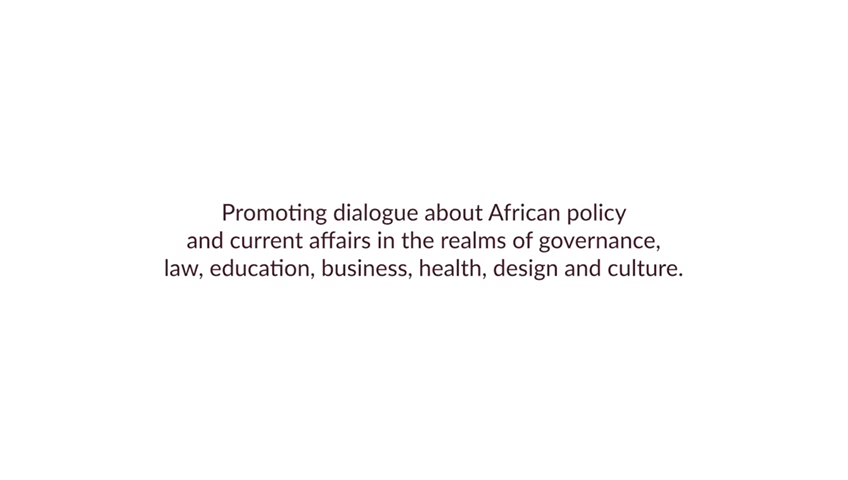 Promoting dialogue about African policy
and current affairs in the realms of governance,
law, education, business, health, design and culture.